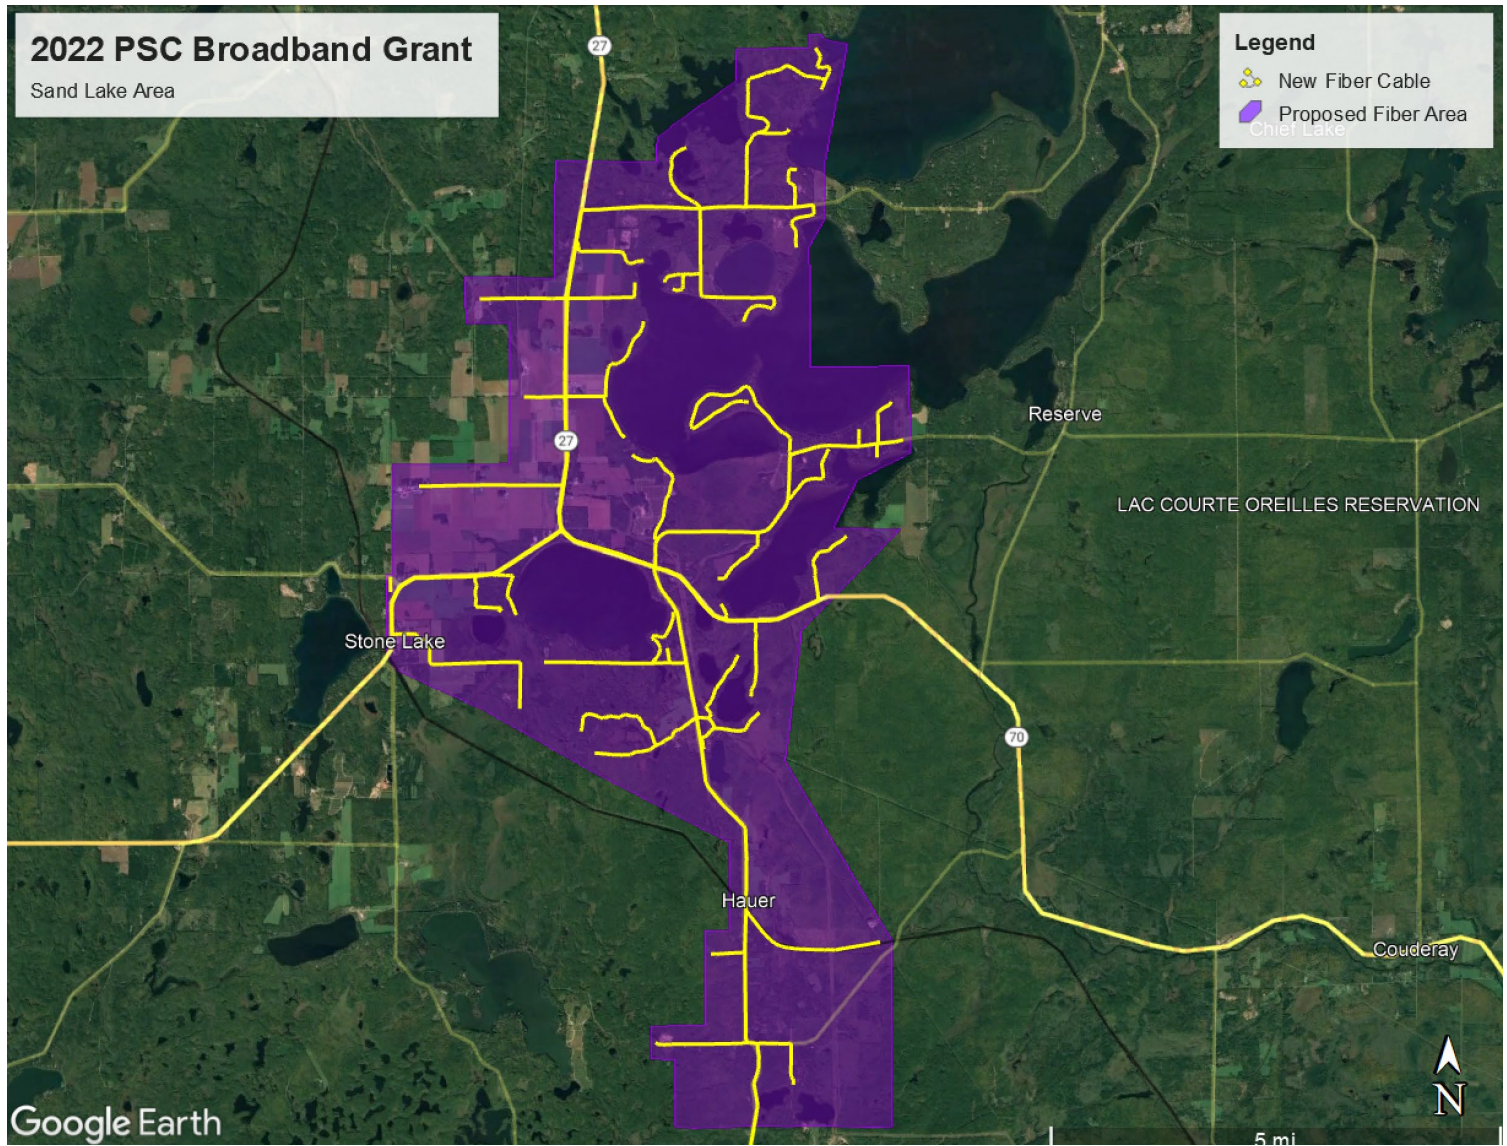 2022 PSC Broadband Grant
Sand Lake Area
27
Legend
New Fiber Cable
Proposed Fiber Area
Chief Lake
Reserve
27
LAC COURTE OREILLES RESERVATION
Stone Lake
70
Hauer
Couderay
N
Google Earth
5 mi